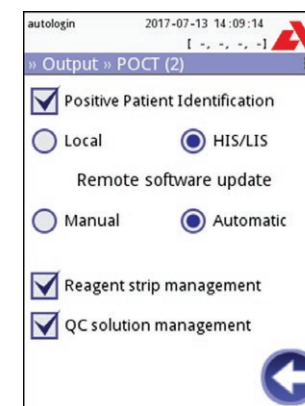 autologin 2017-07-13 14:09:14
[ -, -, -, -]
» Output » POCT (2)
Positive Patient Identification
Local HIS/LIS
Remote software update
Manual Automatic
Reagent strip management
QC solution management